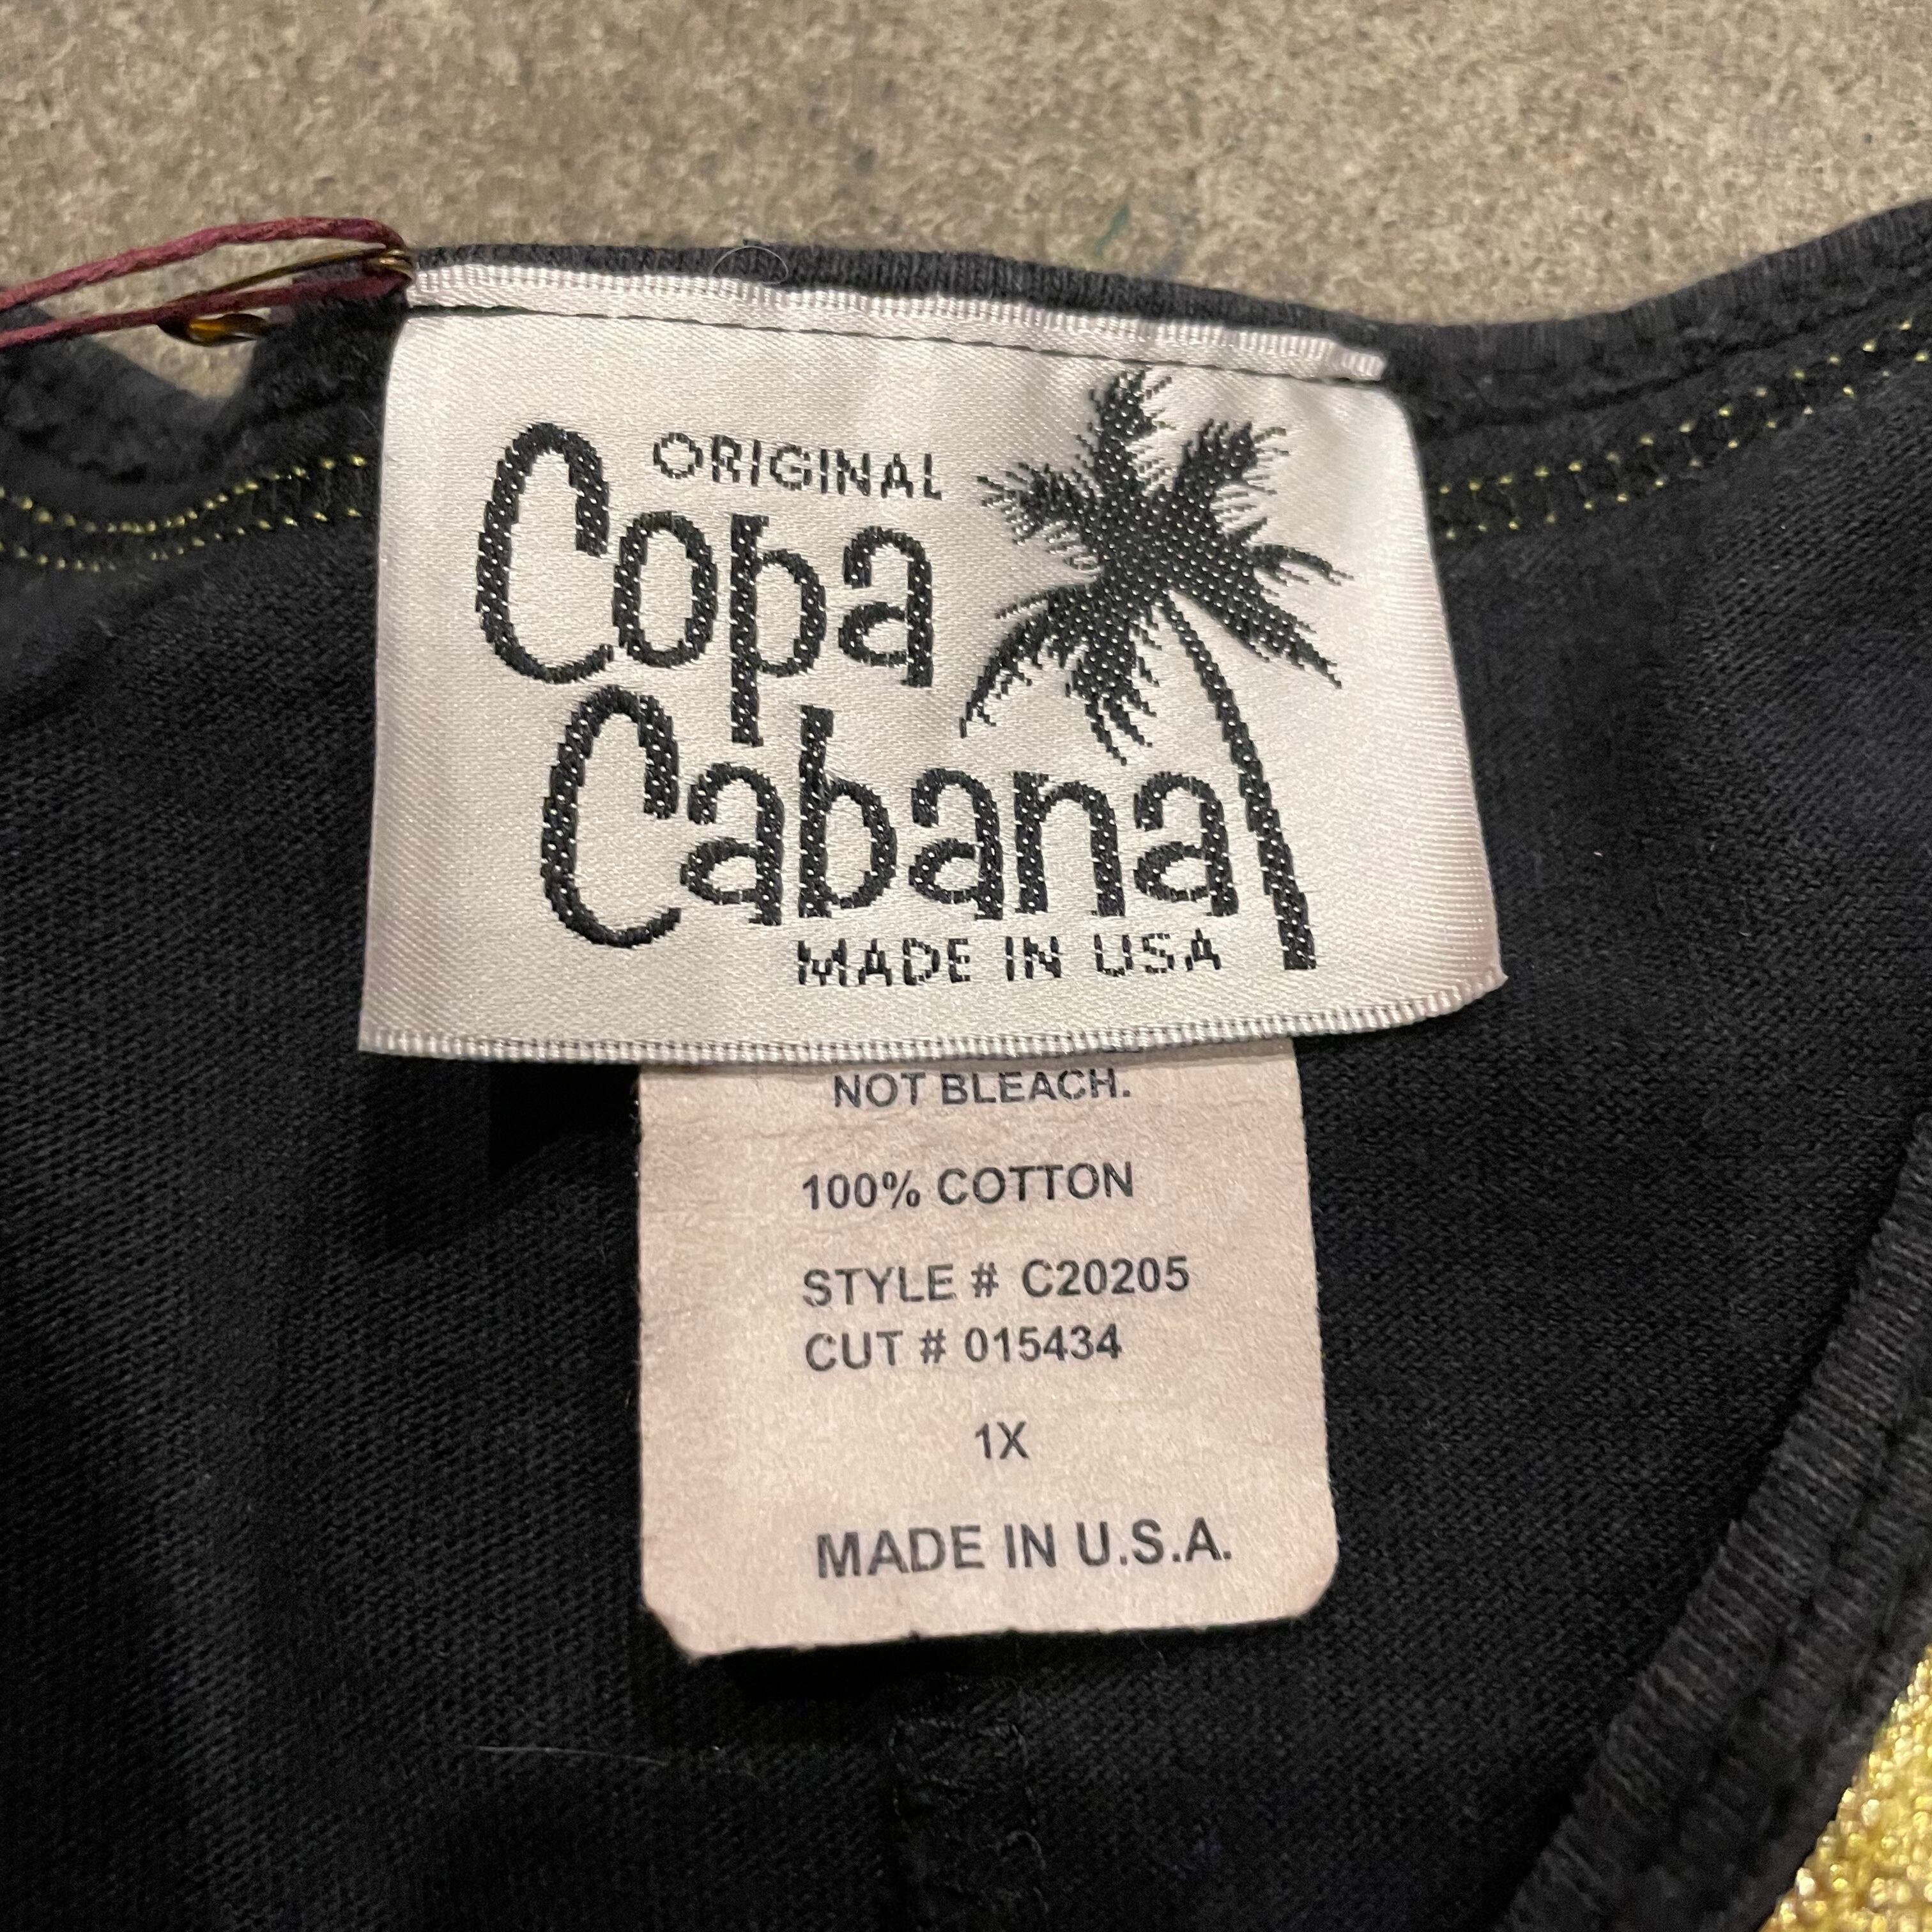 ORIGINAL
Copa
Cabana
MADE IN USA
NOT BLEACH.
100% COTTON
STYLE # C20205
CUT # 015434
1X
MADE IN U.S.A.